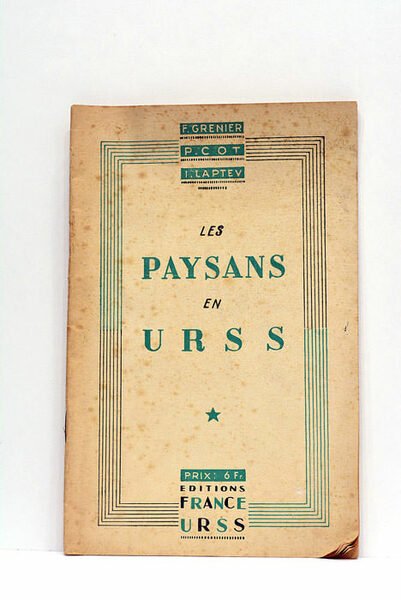 F. GRENIER
P. COT
I. LAPTEV
LES
PAYSANS
EN
URSS
PRIX: 6 Fr.
EDITIONS
FRANCE
URSS